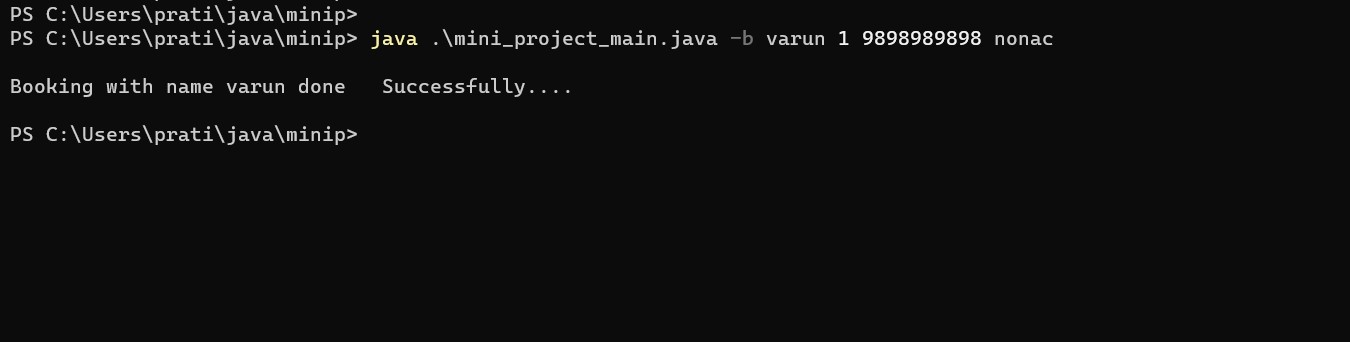 PS C:\Users\prati\java\minip>
PS C:\Users\prati\java\minip> java .\mini_project_main.java -b varun 1 9898989898 nonac
Booking with name varun done   Successfully....
PS C:\Users\prati\java\minip>